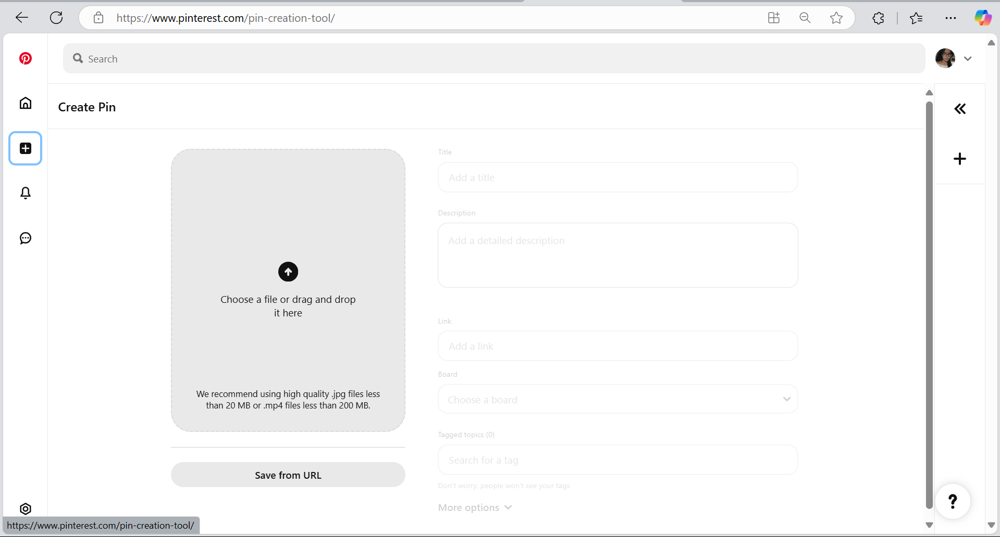 https://www.pinterest.com/pin-creation-tool/
Search
Create Pin
Choose a file or drag and drop
it here
We recommend using high quality .jpg files less
than 20 MB or .mp4 files less than 200 MB.
Save from URL
Title
Add a title
Description
Add a detailed description
Link
Add a link
Board
Choose a board
Tagged topics (0)
Search for a tag
Don't worry, people won't see your tags
More options
?
https://www.pinterest.com/pin-creation-tool/